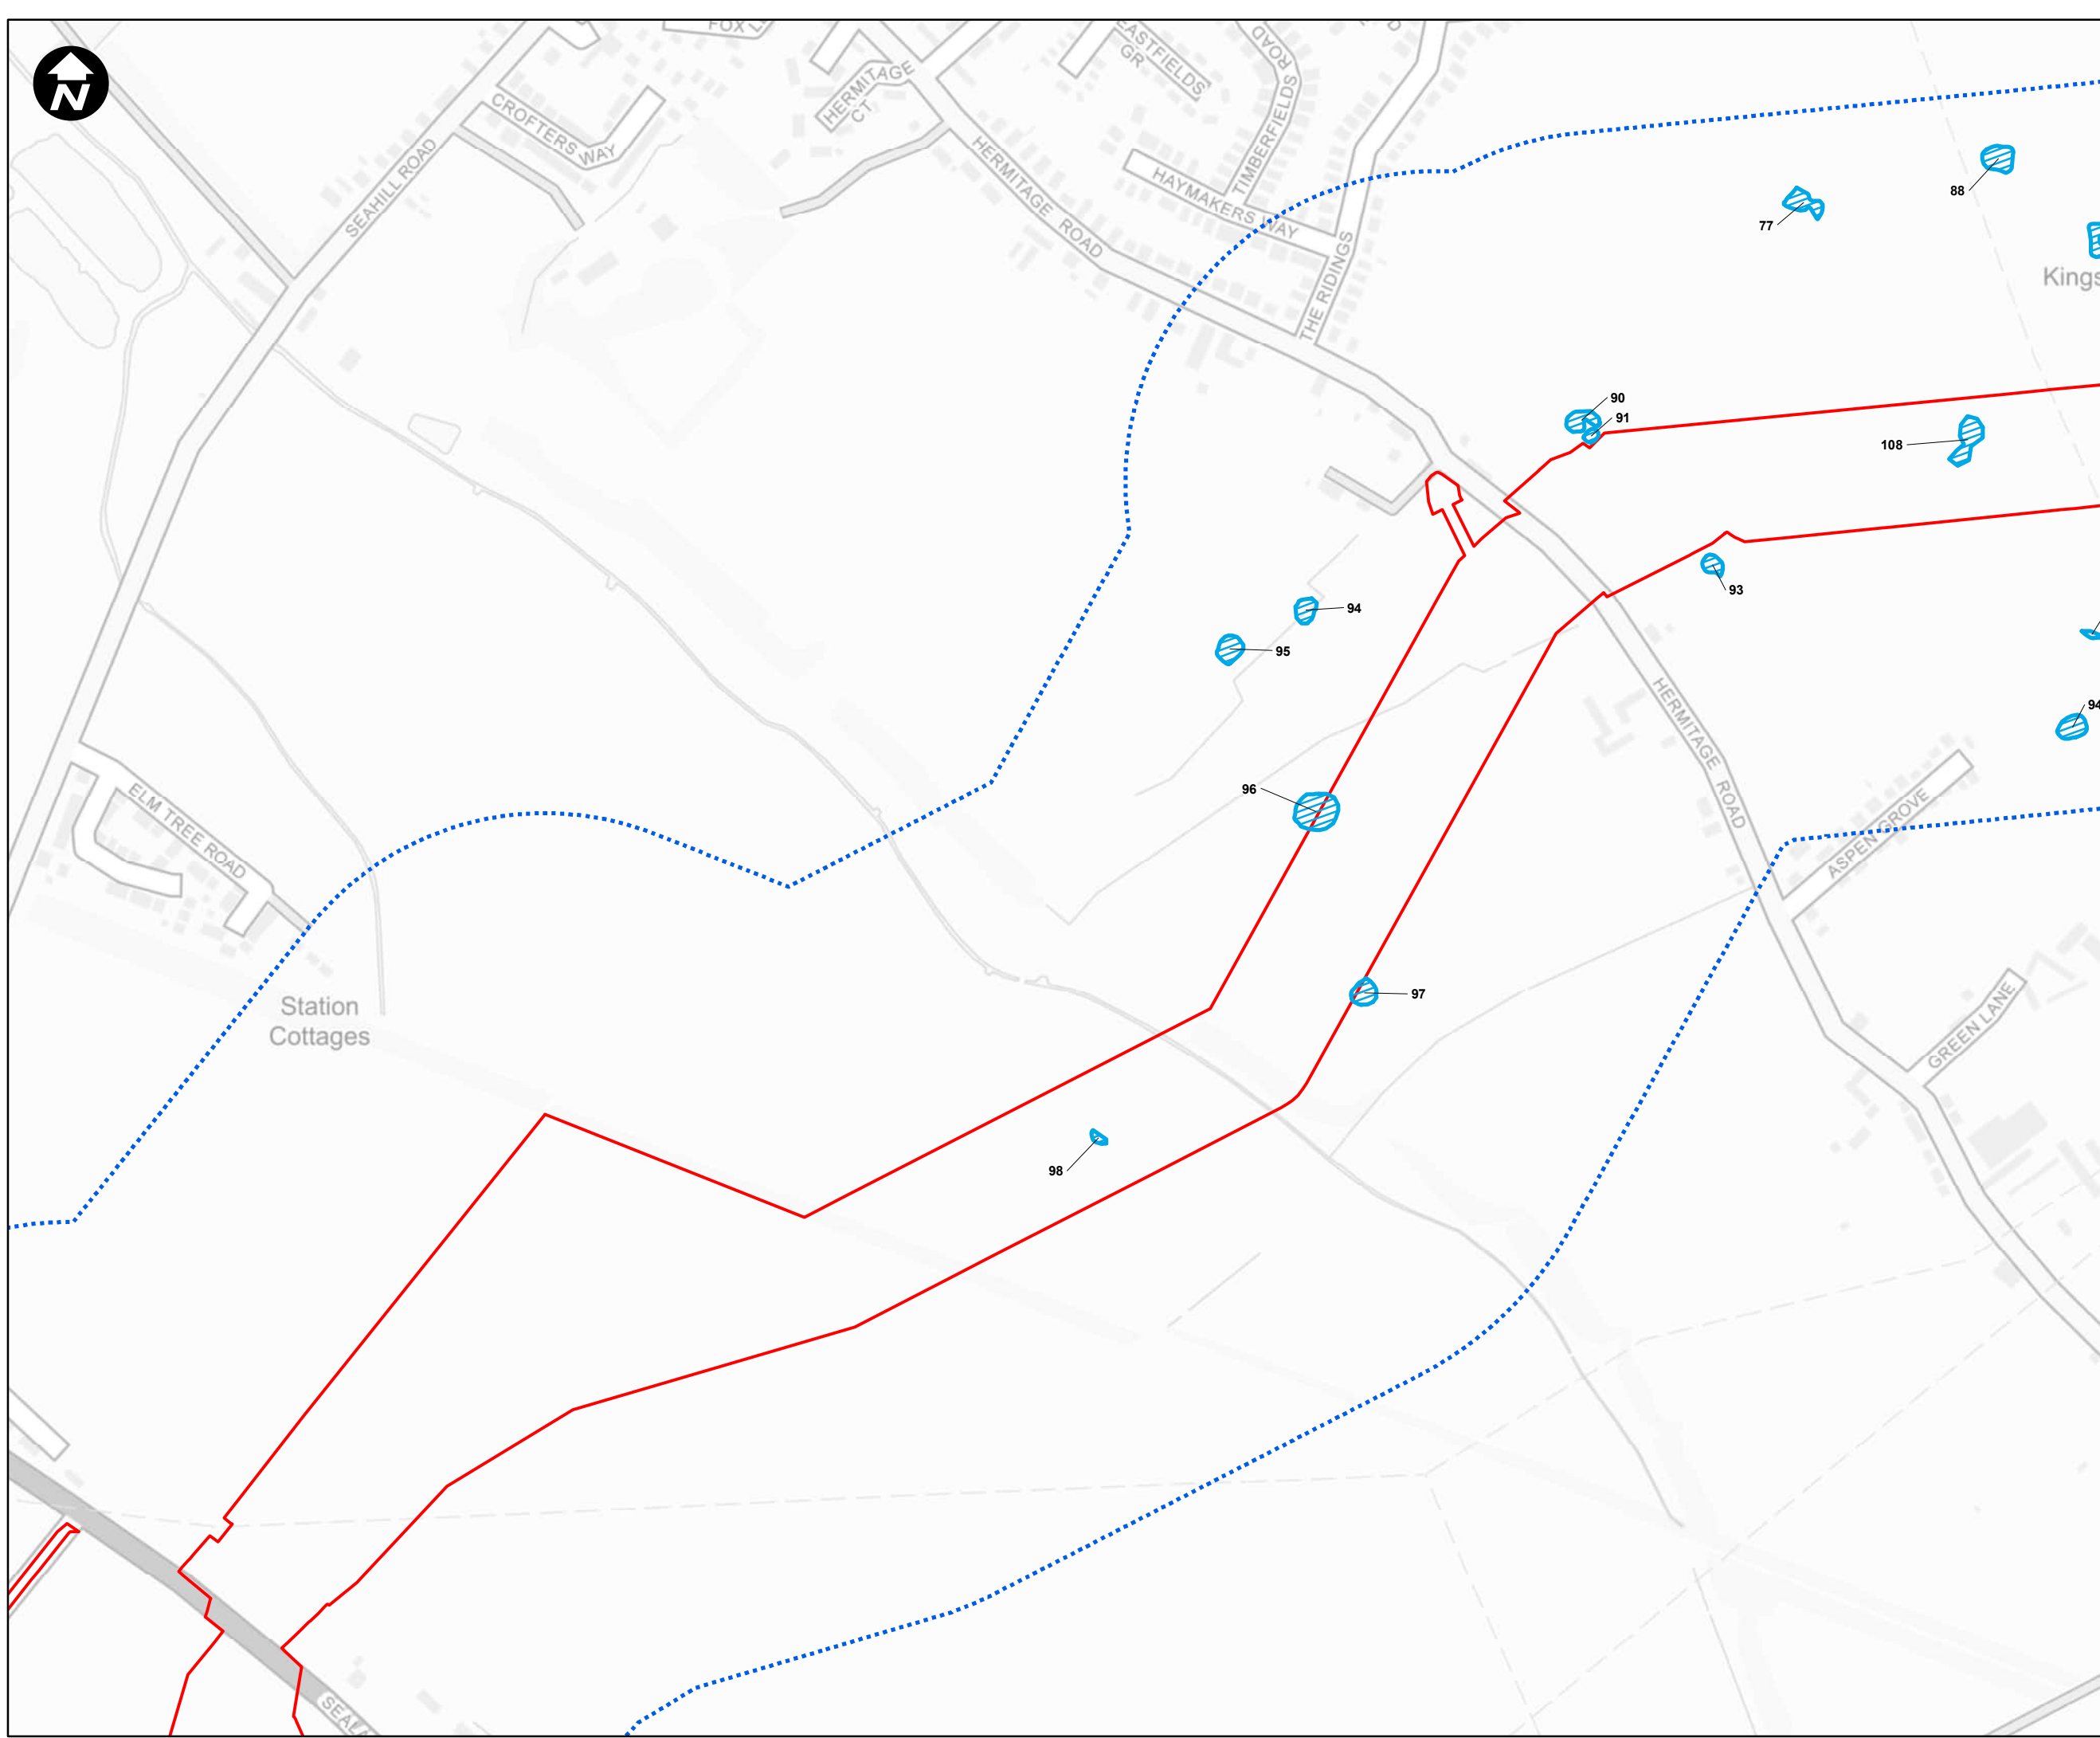 N
EASTFIELDS
GR
ROAD
HERMITAGE
CT
CROFTERS WAY
SEAHILL ROAD
TIMBERFIELDS
HERMITAGE ROAD
HAYMAKERS WAY
THE RIDINGS
88
77
Kings
90
91
108
93
94
95
HERMITAGE ROAD
94
96
ELM TREE ROAD
ASPEN GROVE
97
Station
Cottages
GREEN LANE
98
SEALA